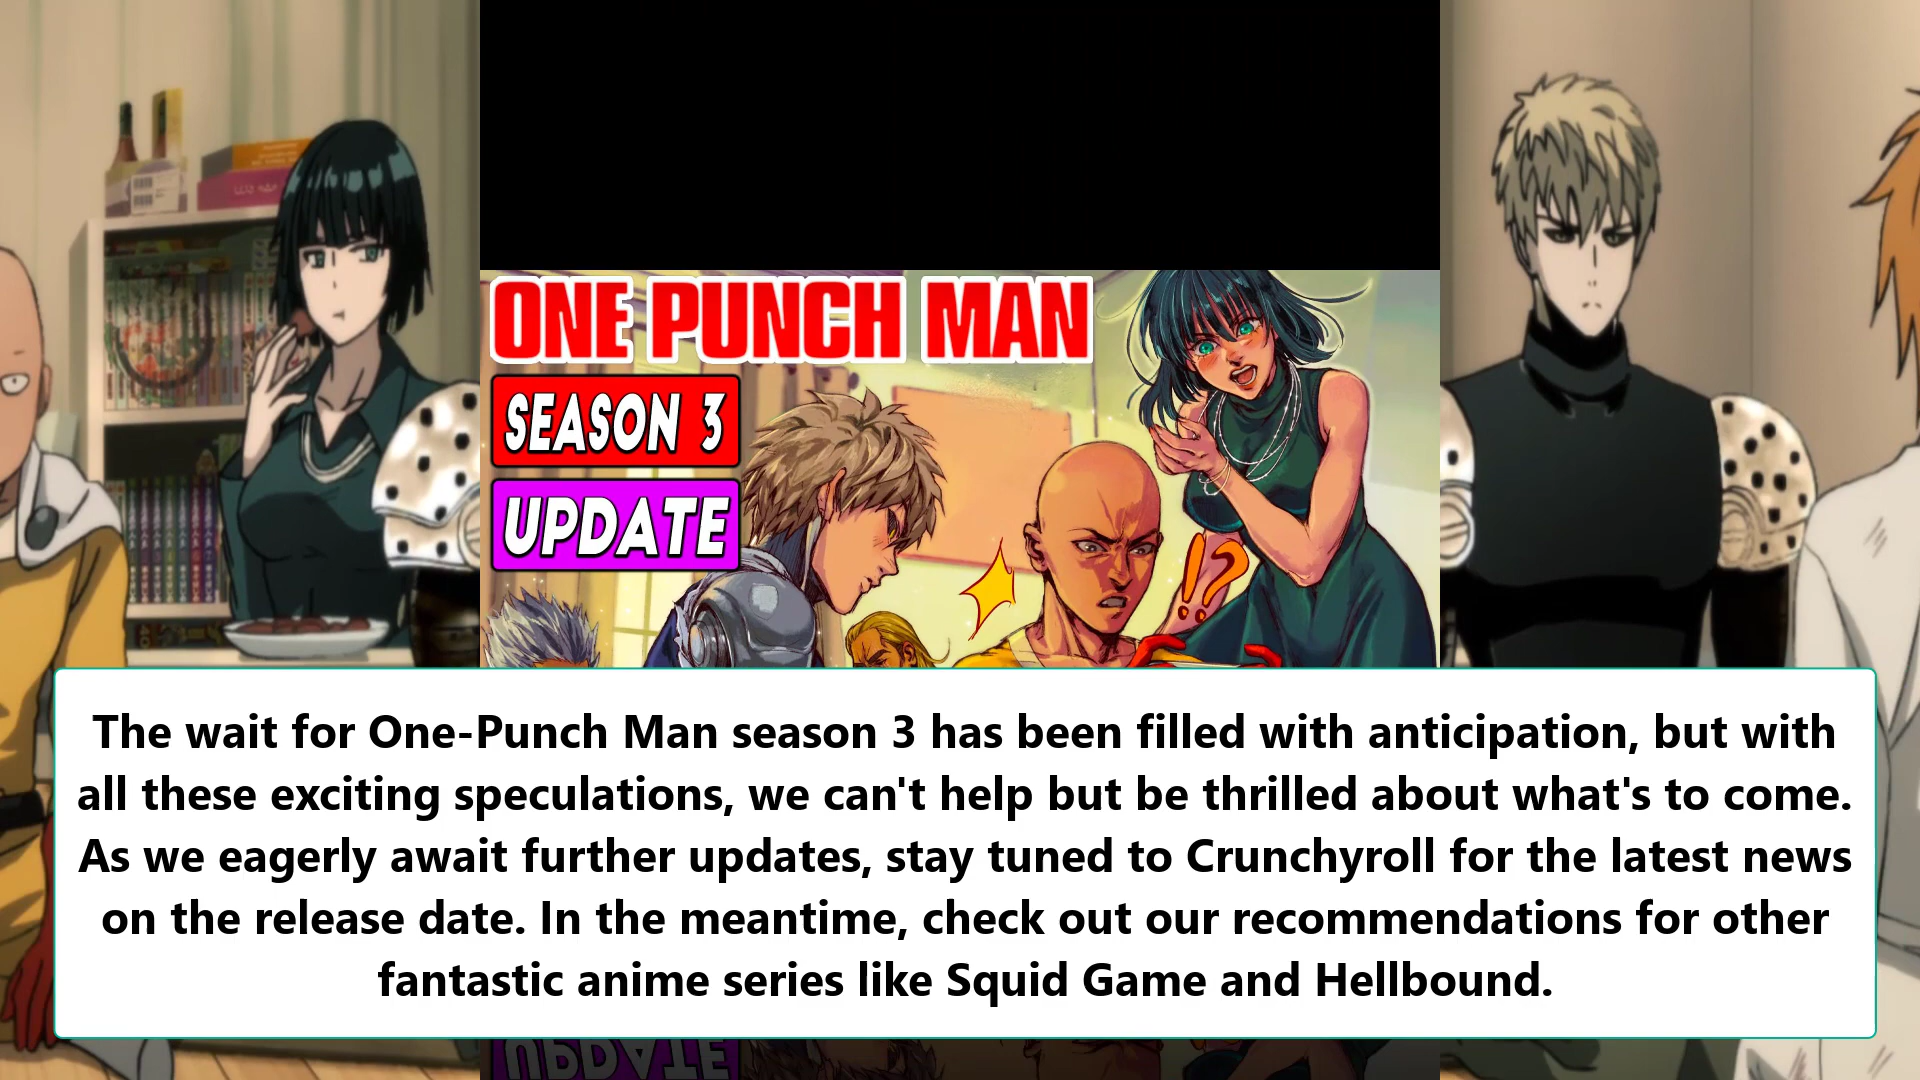 ONE PUNCH MAN
SEASON 3
UPDATE
The wait for One-Punch Man season 3 has been filled with anticipation, but with
all these exciting speculations, we can't help but be thrilled about what's to come.
As we eagerly await further updates, stay tuned to Crunchyroll for the latest news
on the release date. In the meantime, check out our recommendations for other
fantastic anime series like Squid Game and Hellbound.
UPDATE